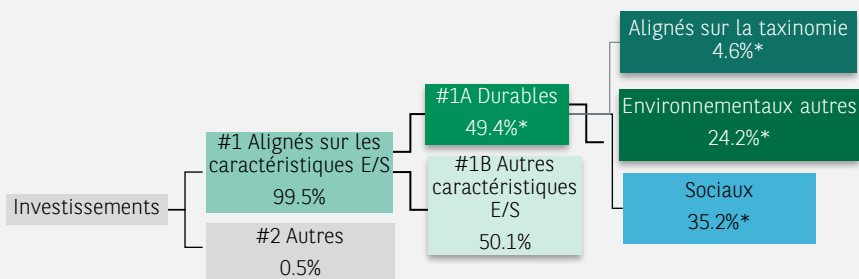 Investissements
#1 Alignés sur les
caractéristiques E/S
99.5%
#2 Autres
0.5%
#1A Durables
49.4%*
#1B Autres
caractéristiques
E/S
50.1%
Alignés sur la taxinomie
4.6%*
Environnementaux autres
24.2%*
Sociaux
35.2%*